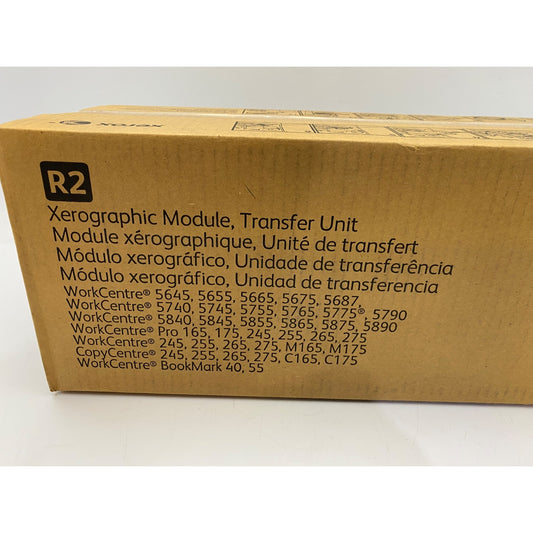 xerox
R2
Xerographic Module, Transfer Unit
Module xérographique, Unité de transfert
Módulo xerográfico, Unidade de transferência
Módulo xerográfico, Unidad de transferencia
WorkCentre® 5645, 5655, 5665, 5675, 5687,
WorkCentre® 5740, 5745, 5755, 5765, 5775®, 5790
WorkCentre® 5840, 5845, 5855, 5865, 5875, 5890
WorkCentre® Pro 165, 175, 245, 255, 265, 275
WorkCentre® 245, 255, 265, 275, M165, M175
CopyCentre® 245, 255, 265, 275, C165, C175
WorkCentre® BookMark 40, 55